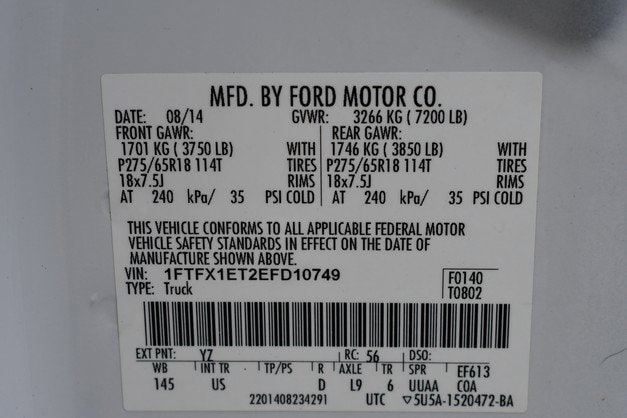 MFD. BY FORD MOTOR CO.
DATE: 08/14 GVWR: 3266 KG ( 7200 LB)
FRONT GAWR: REAR GAWR:
1701 KG ( 3750 LB) WITH 1746 KG ( 3850 LB) WITH
P275/65R18 114T TIRES P275/65R18 114T TIRES
18x7.5J RIMS 18x7.5J RIMS
AT 240 kPa/ 35 PSI COLD AT 240 kPa/ 35 PSI COLD
THIS VEHICLE CONFORMS TO ALL APPLICABLE FEDERAL MOTOR
VEHICLE SAFETY STANDARDS IN EFFECT ON THE DATE OF
MANUFACTURE SHOWN ABOVE.
VIN: 1FTFX1ET2EFD10749 F0140
TYPE: Truck T0802
EXT PNT: YZ RC: 56 DSO:
WB INT TR TP/PS R AXLE TR SPR EF613
145 US D L9 6 UUAA COA
2201408234291 UTC ▽5U5A-1520472-BA